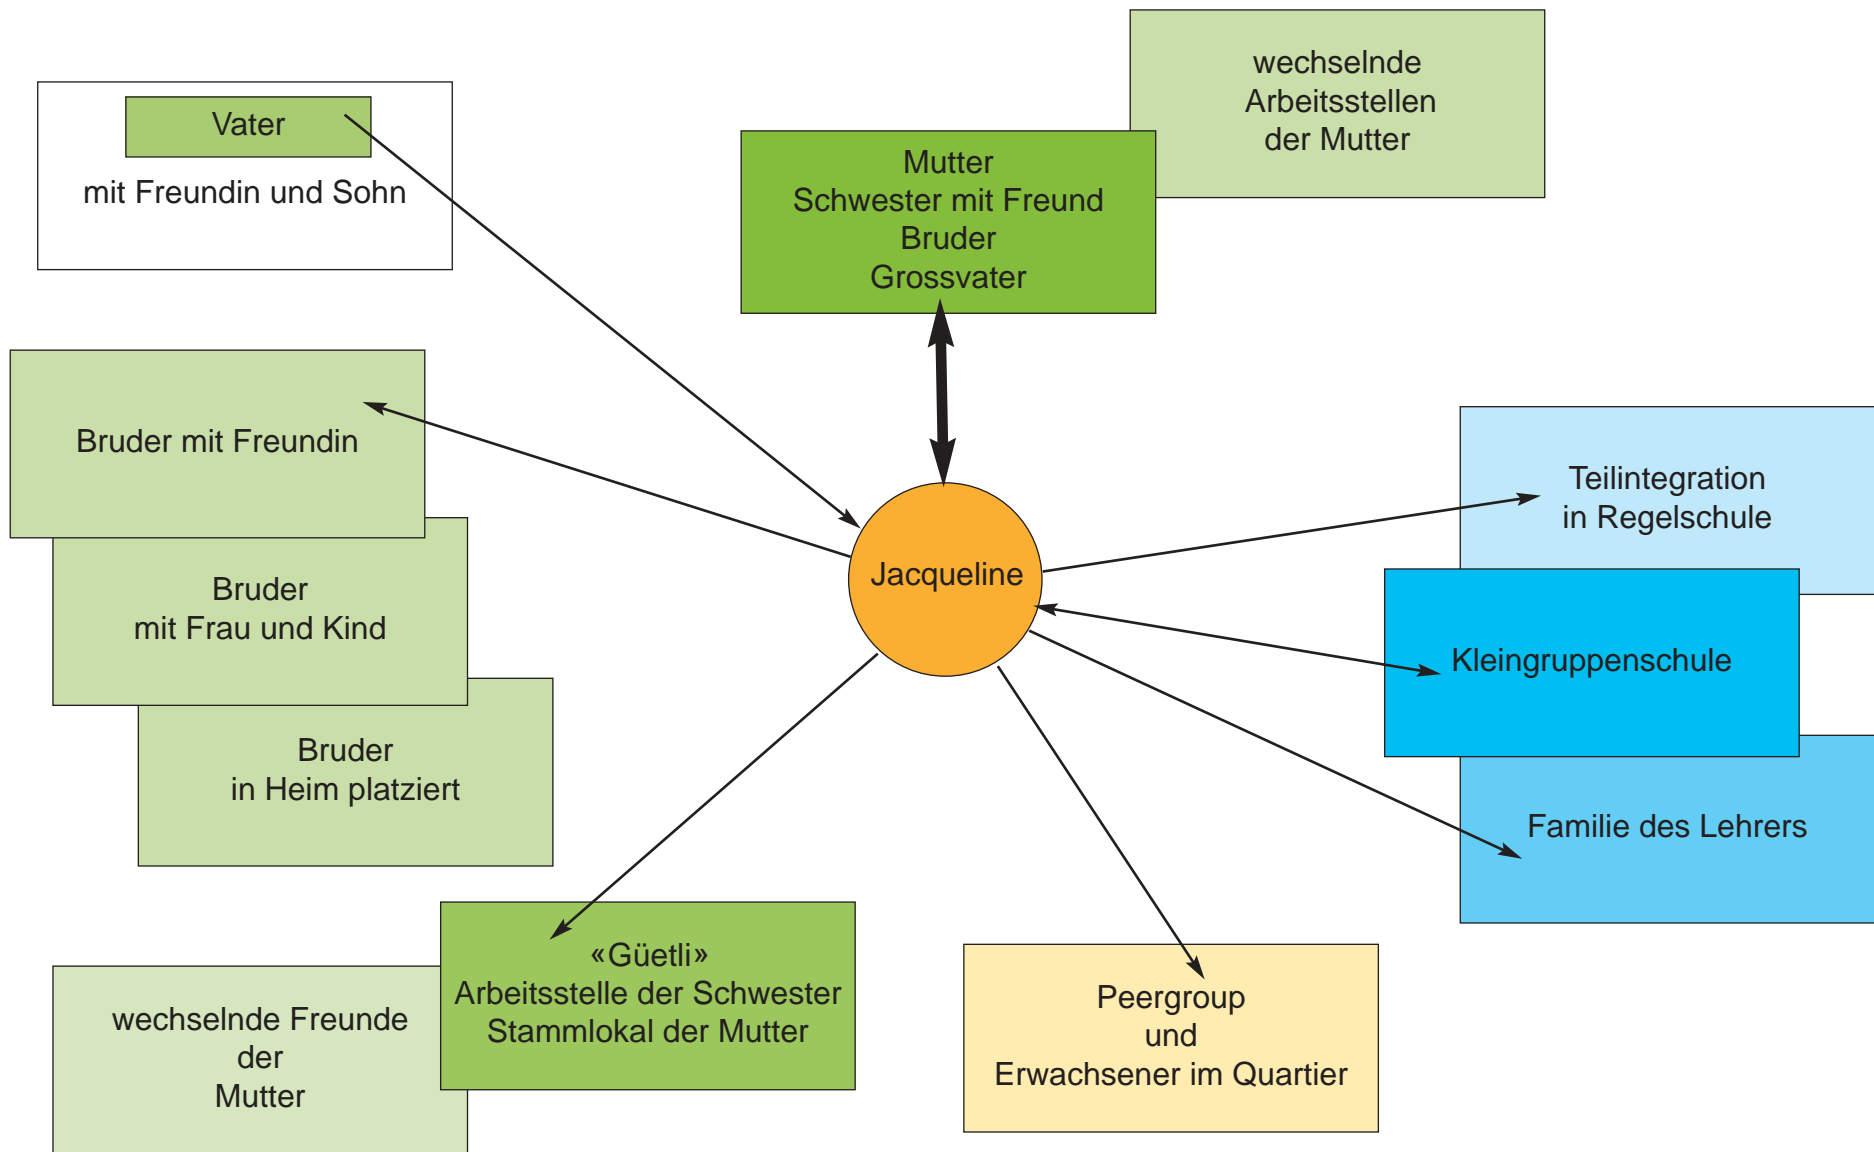 wechselnde
Arbeitsstellen
der Mutter
Vater
mit Freundin und Sohn
Mutter
Schwester mit Freund
Bruder
Grossvater
Bruder mit Freundin
Bruder
mit Frau und Kind
Bruder
in Heim platziert
Jacqueline
Teilintegration
in Regelschule
Kleingruppenschule
Familie des Lehrers
«Güetli»
Arbeitsstelle der Schwester
Stammlokal der Mutter
wechselnde Freunde
der
Mutter
Peergroup
und
Erwachsener im Quartier